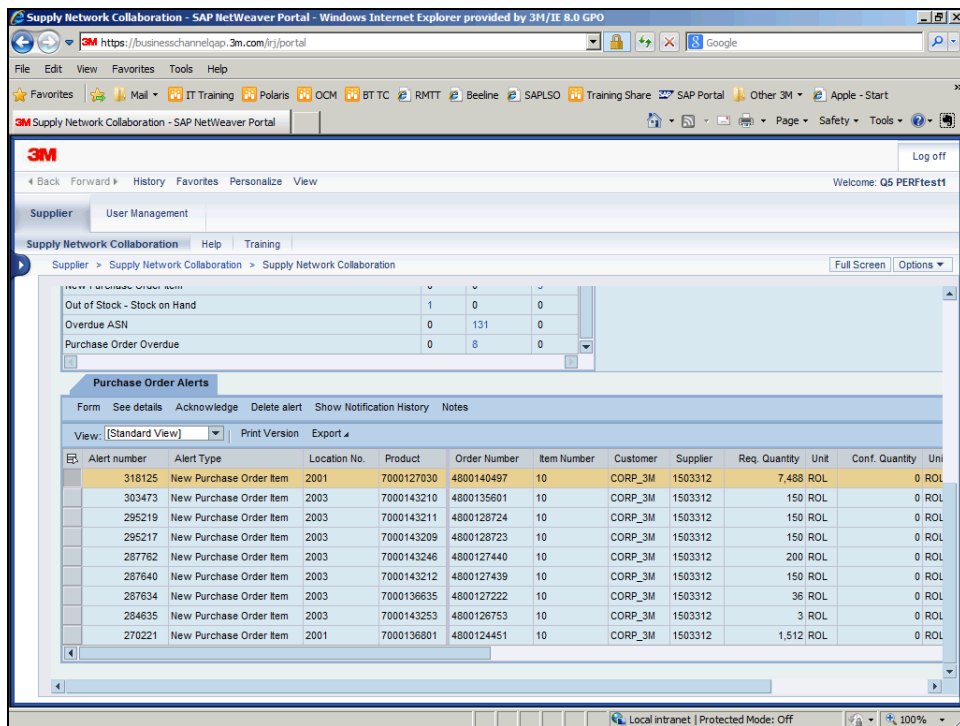 Supply Network Collaboration - SAP NetWeaver Portal - Windows Internet Explorer provided by 3M/IE 8.0 GPO
3M https://businesschannelqap.3m.com/irj/portal Google
File Edit View Favorites Tools Help
Favorites Mail IT Training Polaris OCM BT TC RMTT Beeline SAPLSO Training Share SAP Portal Other 3M Apple - Start
3M Supply Network Collaboration - SAP NetWeaver Portal Page Safety Tools
3M Log off
Back Forward History Favorites Personalize View Welcome: Q5 PERFtest1
Supplier User Management
Supply Network Collaboration Help Training
Supplier > Supply Network Collaboration > Supply Network Collaboration Full Screen Options
New Purchase Order Item 0 0
Out of Stock - Stock on Hand 1 0 0
Overdue ASN 0 131 0
Purchase Order Overdue 0 8 0
Purchase Order Alerts
Form See details Acknowledge Delete alert Show Notification History Notes
View: [Standard View] Print Version Export
Alert number Alert Type Location No. Product Order Number Item Number Customer Supplier Req. Quantity Unit Conf. Quantity Uni
318125 New Purchase Order Item 2001 7000127030 4800140497 10 CORP_3M 1503312 7,488 ROL 0 ROL
303473 New Purchase Order Item 2003 7000143210 4800135601 10 CORP_3M 1503312 150 ROL 0 ROL
295219 New Purchase Order Item 2003 7000143211 4800128724 10 CORP_3M 1503312 150 ROL 0 ROL
295217 New Purchase Order Item 2003 7000143209 4800128723 10 CORP_3M 1503312 150 ROL 0 ROL
287762 New Purchase Order Item 2003 7000143246 4800127440 10 CORP_3M 1503312 200 ROL 0 ROL
287640 New Purchase Order Item 2003 7000143212 4800127439 10 CORP_3M 1503312 150 ROL 0 ROL
287634 New Purchase Order Item 2003 7000136635 4800127222 10 CORP_3M 1503312 36 ROL 0 ROL
284635 New Purchase Order Item 2003 7000143253 4800126753 10 CORP_3M 1503312 3 ROL 0 ROL
270221 New Purchase Order Item 2001 7000136801 4800124451 10 CORP_3M 1503312 1,512 ROL 0 ROL
Local intranet | Protected Mode: Off 100%